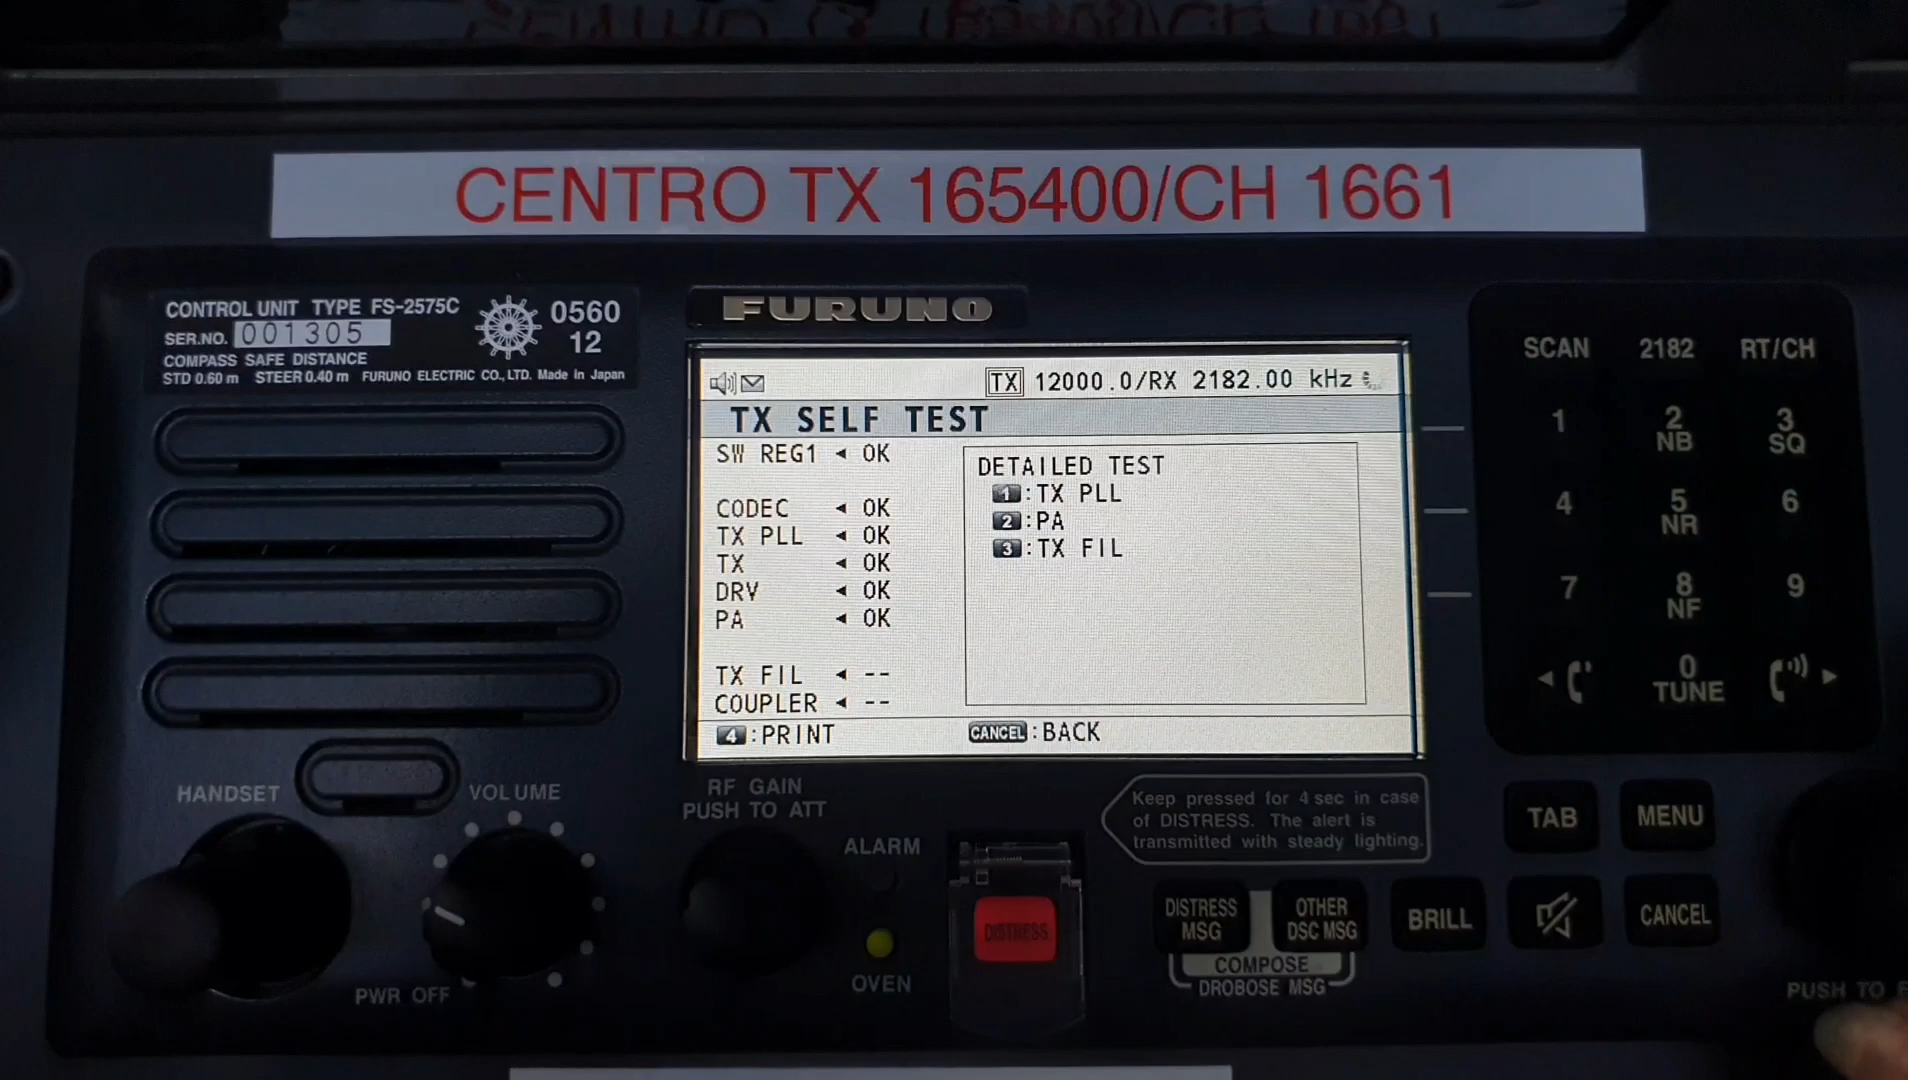 CENTRO TX 165400/CH 1661
CONTROL UNIT TYPE FS-2575C
SER.NO. 001305
COMPASS SAFE DISTANCE
STD 0.60 m STEER 0.40 m FURUNO ELECTRIC CO., LTD. Made in Japan
0560
12
FURUNO
TX 12000.0/RX 2182.00 kHz
TX SELF TEST
SW REG1 ◄ OK
CODEC ◄ OK
TX PLL ◄ OK
TX ◄ OK
DRV ◄ OK
PA ◄ OK
TX FIL ◄ --
COUPLER ◄ --
DETAILED TEST
1:TX PLL
2:PA
3:TX FIL
4:PRINT
CANCEL:BACK
SCAN 2182 RT/CH
1 2 3
NB SQ
4 5 6
NR
7 8 9
NF
0
TUNE
HANDSET
VOLUME
PWR OFF
RF GAIN
PUSH TO ATT
ALARM
OVEN
DISTRESS
Keep pressed for 4 sec in case
of DISTRESS. The alert is
transmitted with steady lighting.
TAB
MENU
DISTRESS
MSG
OTHER
DSC MSG
BRILL
CANCEL
COMPOSE
DROBOSE MSG
PUSH TO